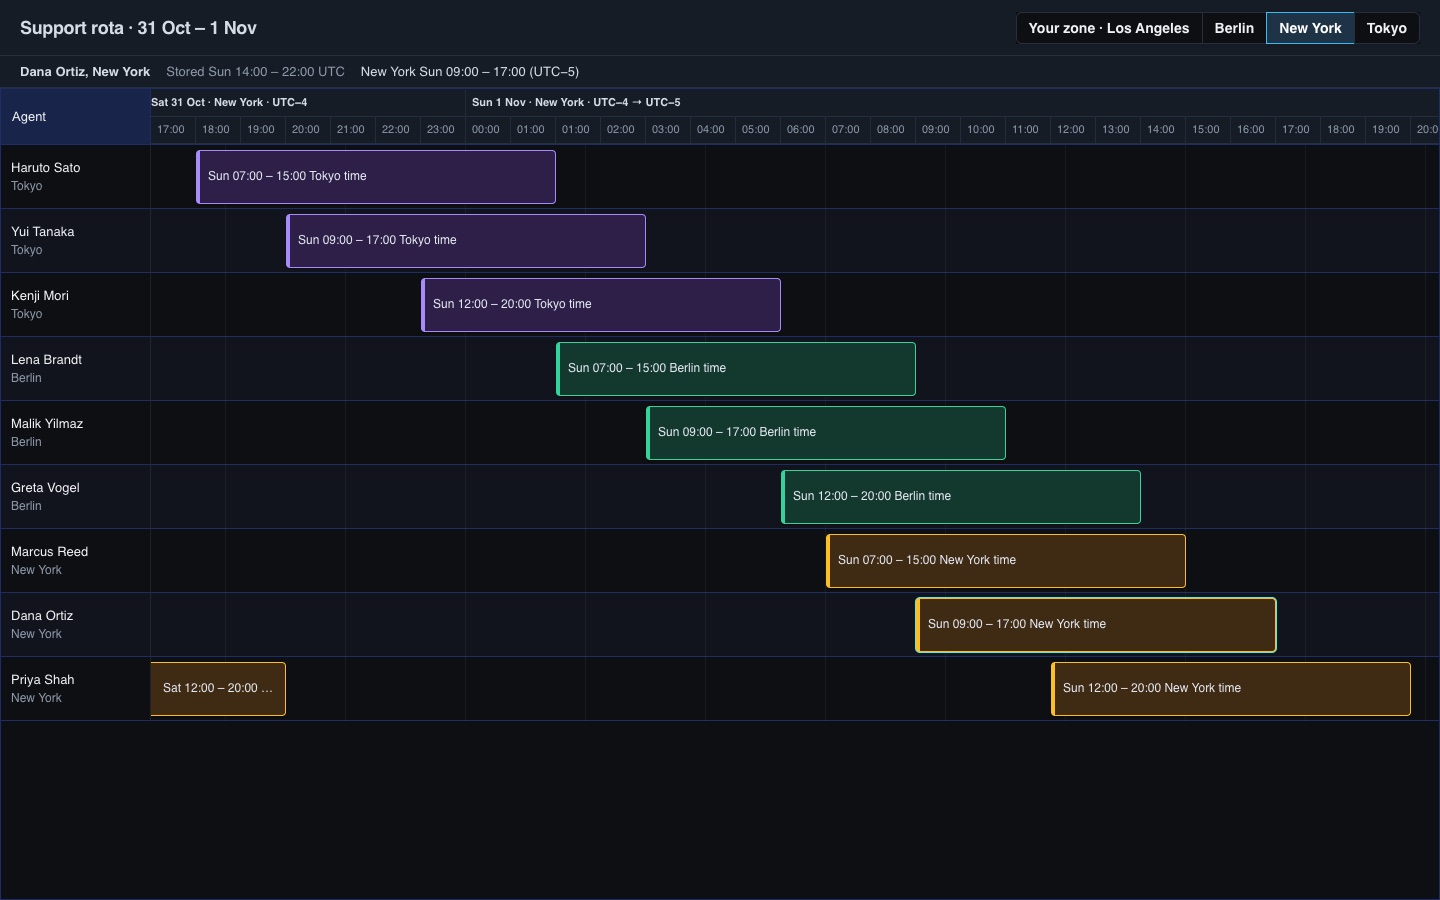 Support rota · 31 Oct – 1 Nov
Your zone · Los Angeles Berlin New York Tokyo
Dana Ortiz, New York Stored Sun 14:00 – 22:00 UTC New York Sun 09:00 – 17:00 (UTC–5)
Agent
Sat 31 Oct · New York · UTC–4 Sun 1 Nov · New York · UTC–4 → UTC–5
17:00 18:00 19:00 20:00 21:00 22:00 23:00 00:00 01:00 01:00 02:00 03:00 04:00 05:00 06:00 07:00 08:00 09:00 10:00 11:00 12:00 13:00 14:00 15:00 16:00 17:00 18:00 19:00 20:0
Haruto Sato
Tokyo
Sun 07:00 – 15:00 Tokyo time
Yui Tanaka
Tokyo
Sun 09:00 – 17:00 Tokyo time
Kenji Mori
Tokyo
Sun 12:00 – 20:00 Tokyo time
Lena Brandt
Berlin
Sun 07:00 – 15:00 Berlin time
Malik Yilmaz
Berlin
Sun 09:00 – 17:00 Berlin time
Greta Vogel
Berlin
Sun 12:00 – 20:00 Berlin time
Marcus Reed
New York
Sun 07:00 – 15:00 New York time
Dana Ortiz
New York
Sun 09:00 – 17:00 New York time
Priya Shah
New York
Sat 12:00 – 20:00 …
Sun 12:00 – 20:00 New York time